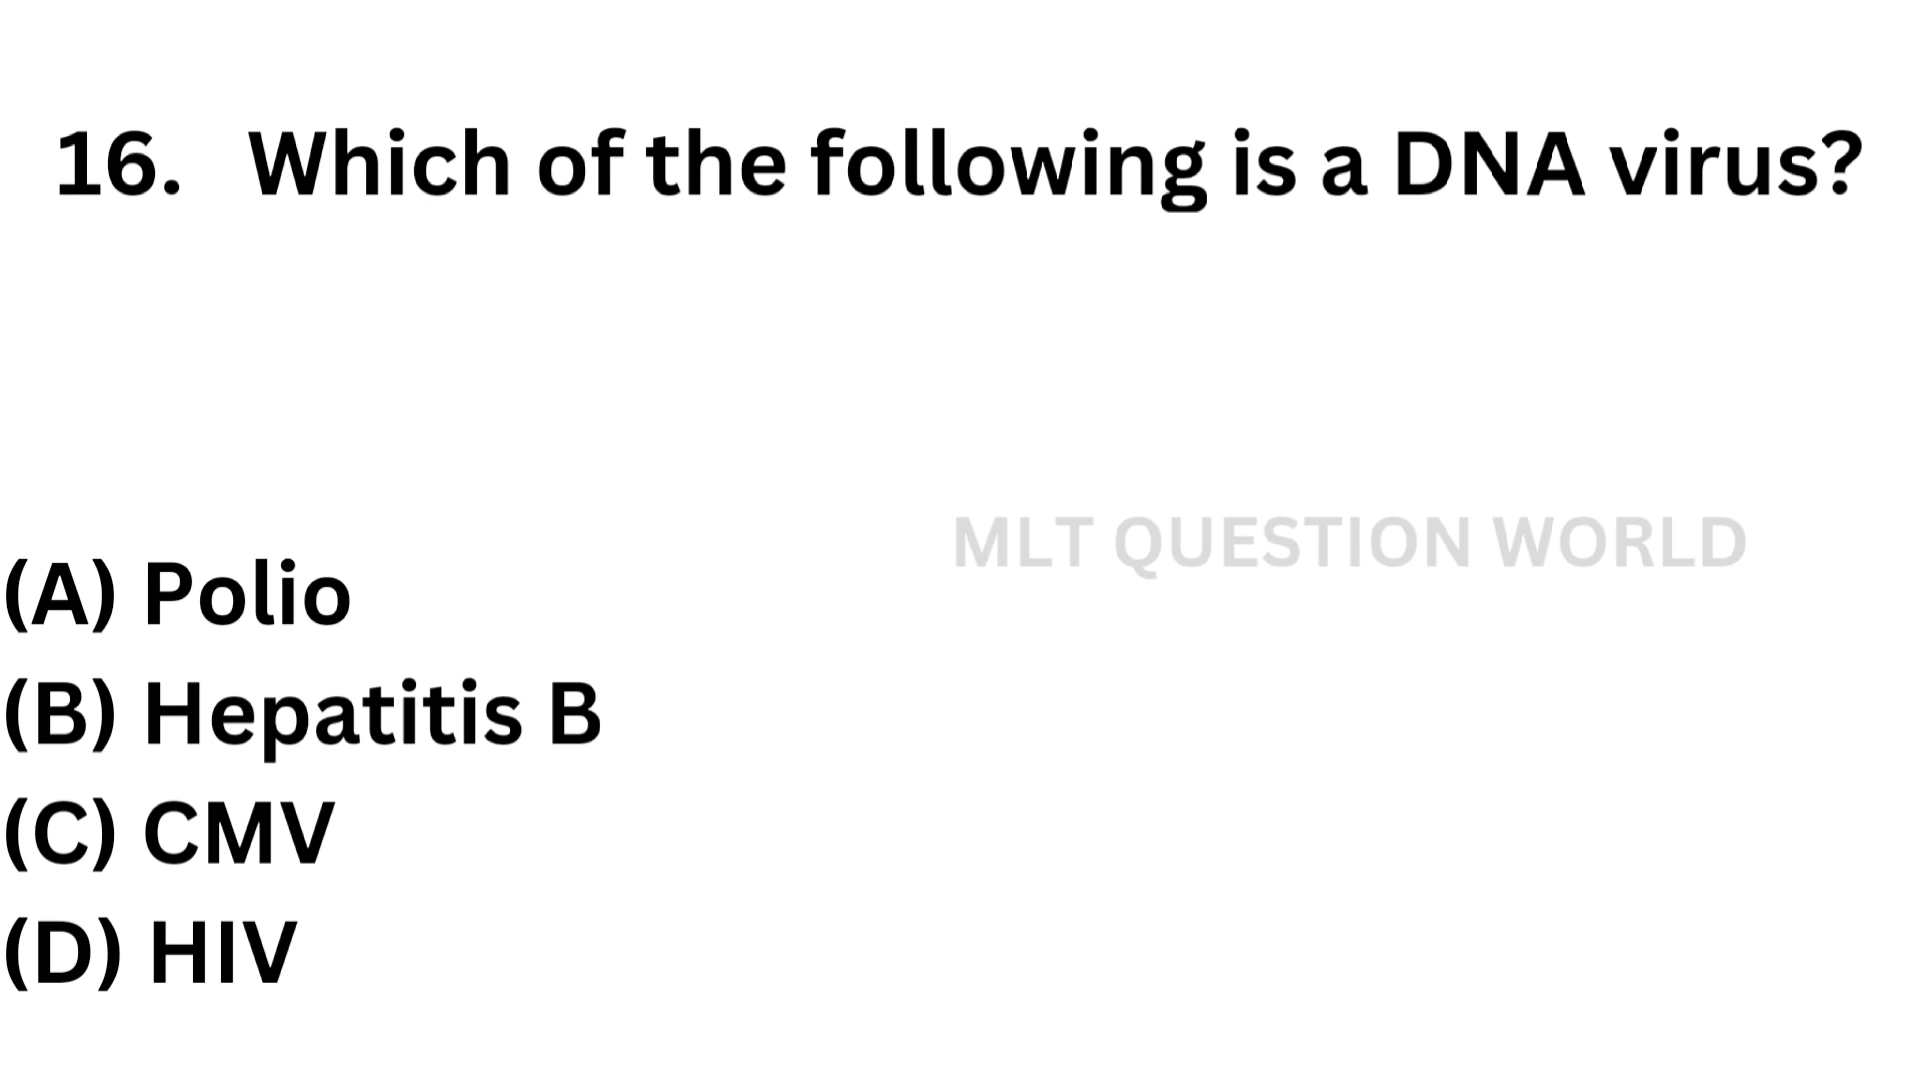 16. Which of the following is a DNA virus?
MLT QUESTION WORLD
(A) Polio
(B) Hepatitis B
(C) CMV
(D) HIV